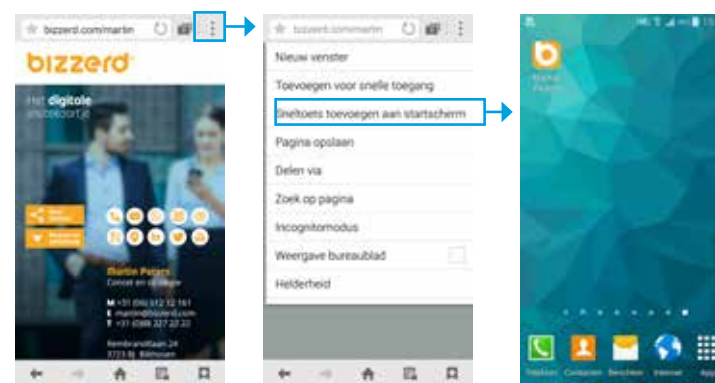 bizzerd.com/martin
bizzerd
Het digitale
visitekaartje
Martin Peters
Concept en strategie
M +31 (0)6 512 12 161
E martin@bizzerd.com
T +31 (0)88 227 22 22
Rembrandtlaan 24
3723 BJ Bilthoven
bizzerd.com/martin
Nieuw venster
Toevoegen voor snelle toegang
Sneltoets toevoegen aan startscherm
Pagina opslaan
Delen via
Zoek op pagina
Incognitomodus
Weergave bureaublad
Helderheid
Martin
Peters
Telefoon Contacten Berichten Internet Apps